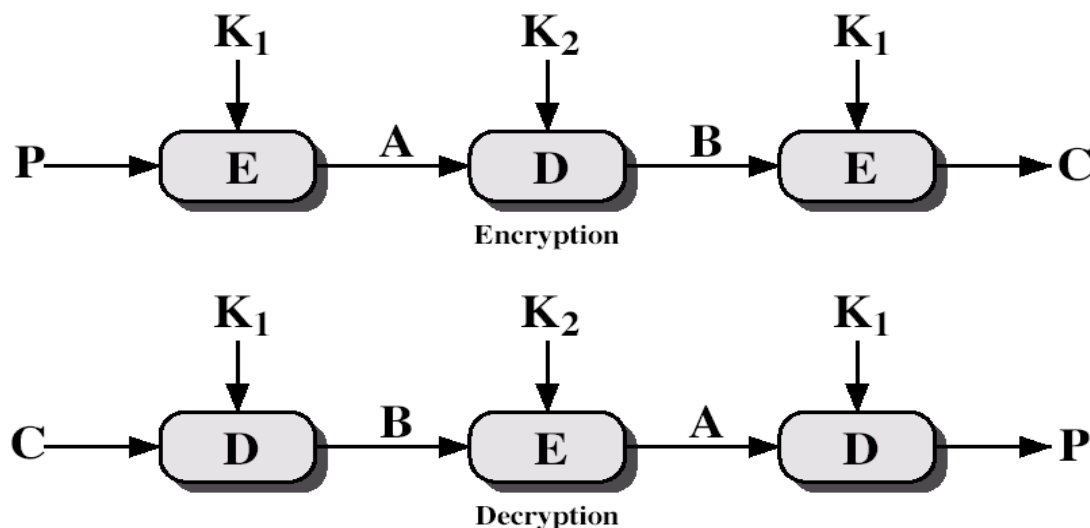 K₁ K₂ K₁
P E A D B E C
Encryption
K₁ K₂ K₁
C D B E A D P
Decryption